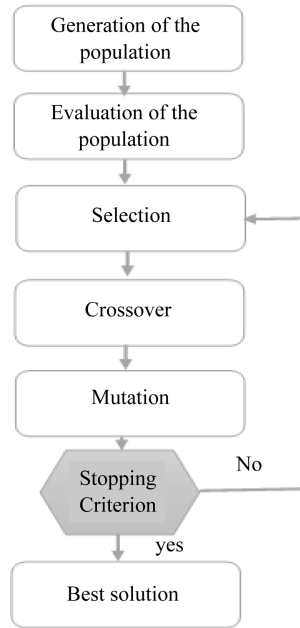 Generation of the
population
Evaluation of the
population
Selection
Crossover
Mutation
Stopping
Criterion
No
yes
Best solution